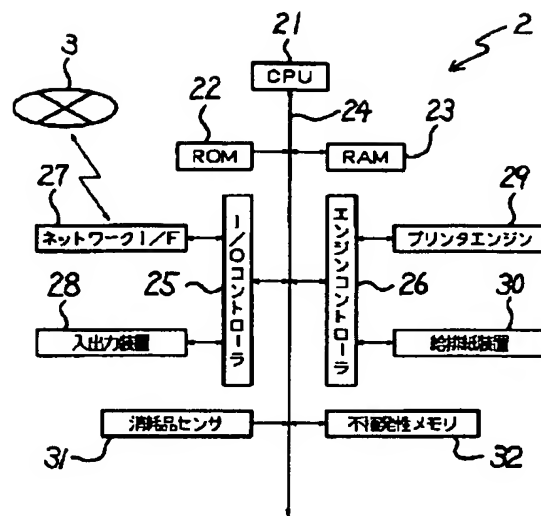 21
2
3
CPU
22
24
23
ROM
RAM
27
29
ネットワークI/F
I/Oコントローラ
25
エンジンコントローラ
26
プリンタエンジン
28
30
入出力装置
給排紙装置
消耗品センサ
不揮発性メモリ
31
32